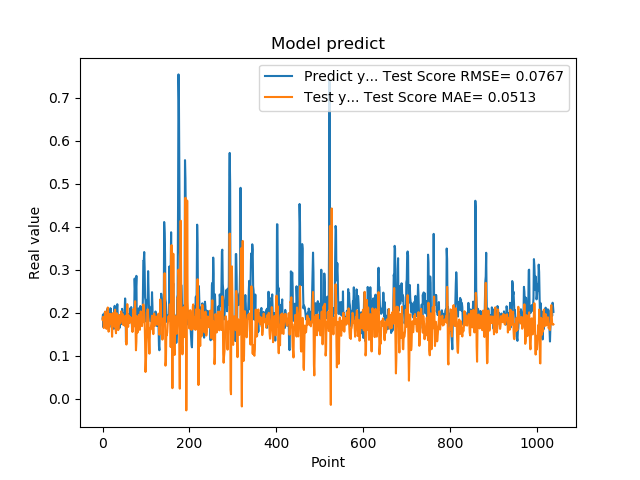 Model predict
Predict y... Test Score RMSE= 0.0767
Test y... Test Score MAE= 0.0513
0.7
0.6
0.5
0.4
0.3
0.2
0.1
0.0
Real value
0 200 400 600 800 1000
Point